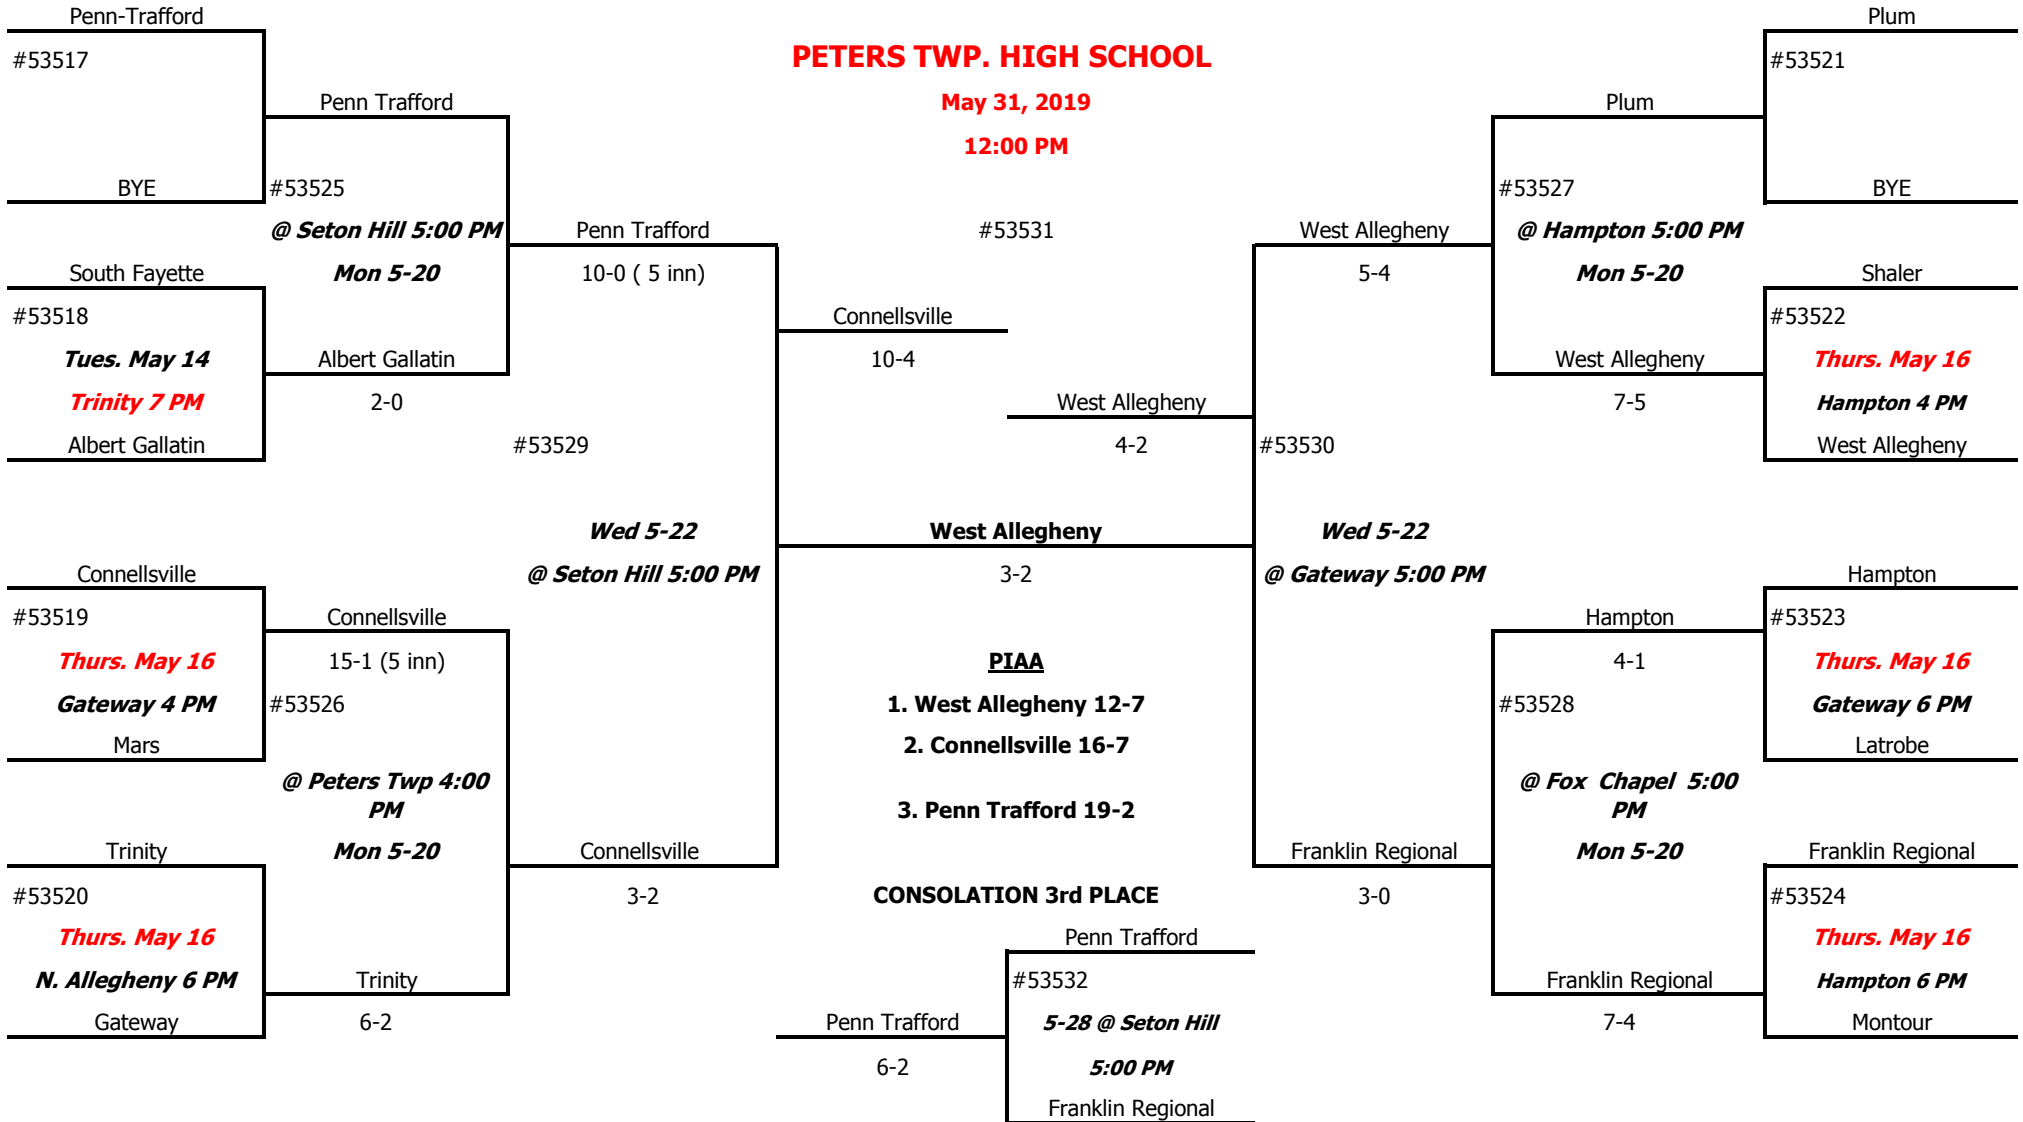 Penn-Trafford
#53517
BYE
South Fayette
#53518
Tues. May 14
Trinity 7 PM
Albert Gallatin
Connellsville
#53519
Thurs. May 16
Gateway 4 PM
Mars
Trinity
#53520
Thurs. May 16
N. Allegheny 6 PM
Gateway
Penn Trafford
#53525
@ Seton Hill 5:00 PM
Mon 5-20
Albert Gallatin
2-0
Connellsville
15-1 (5 inn)
#53526
@ Peters Twp 4:00
PM
Mon 5-20
Trinity
6-2
Penn Trafford
10-0 ( 5 inn)
#53529
Wed 5-22
@ Seton Hill 5:00 PM
Connellsville
3-2
PETERS TWP. HIGH SCHOOL
May 31, 2019
12:00 PM
#53531
Connellsville
10-4
West Allegheny
4-2
West Allegheny
3-2
PIAA
1. West Allegheny 12-7
2. Connellsville 16-7
3. Penn Trafford 19-2
CONSOLATION 3rd PLACE
Penn Trafford
#53532
5-28 @ Seton Hill
5:00 PM
Franklin Regional
Penn Trafford
6-2
West Allegheny
5-4
#53530
Wed 5-22
@ Gateway 5:00 PM
Franklin Regional
3-0
Plum
#53527
@ Hampton 5:00 PM
Mon 5-20
West Allegheny
7-5
Hampton
4-1
#53528
@ Fox  Chapel  5:00
PM
Mon 5-20
Franklin Regional
7-4
Plum
#53521
BYE
Shaler
#53522
Thurs. May 16
Hampton 4 PM
West Allegheny
Hampton
#53523
Thurs. May 16
Gateway 6 PM
Latrobe
Franklin Regional
#53524
Thurs. May 16
Hampton 6 PM
Montour